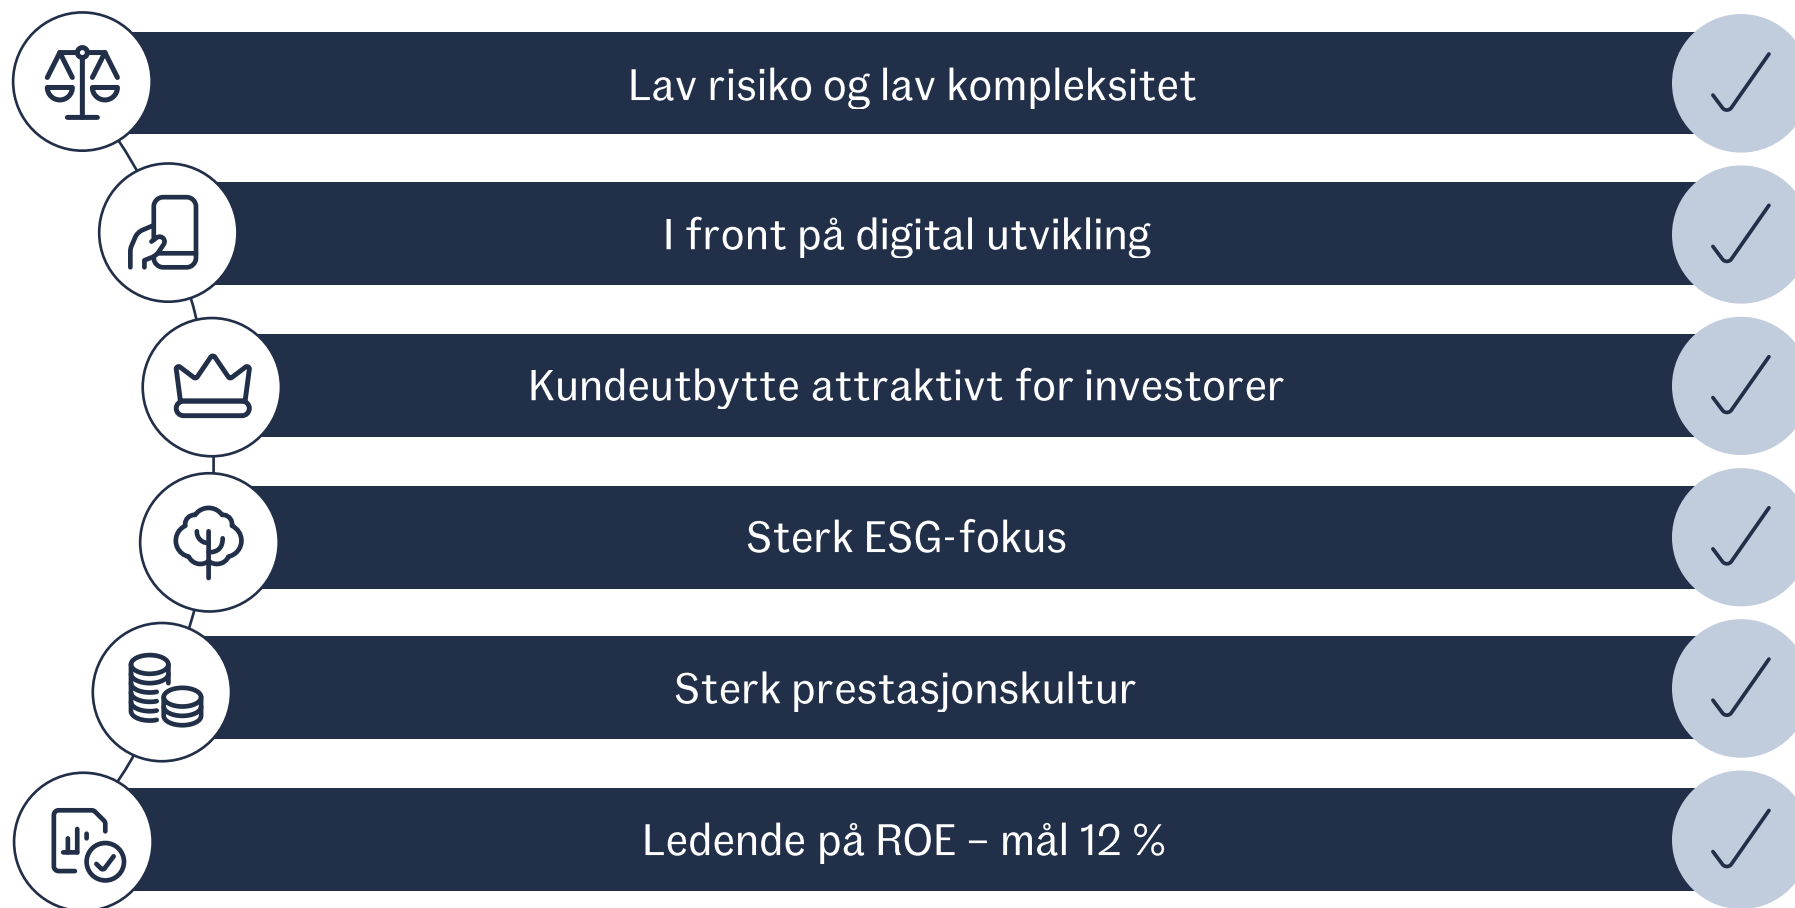 Lav risiko og lav kompleksitet
I front på digital utvikling
Kundeutbytte attraktivt for investorer
Sterk ESG-fokus
Sterk prestasjonskultur
Ledende på ROE – mål 12 %